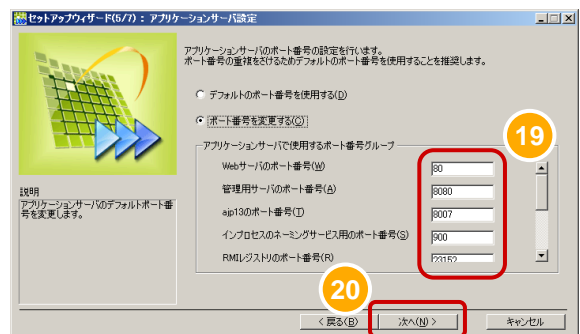 セットアップウィザード(5/7) : アプリケーションサーバ設定
アプリケーションサーバのポート番号の設定を行います。
ポート番号の重複をさけるためデフォルトのポート番号を使用することを推奨します。
デフォルトのポート番号を使用する(D)
ポート番号を変更する(C)
アプリケーションサーバで使用するポート番号グループ
19
Webサーバのポート番号(W) 80
管理用サーバのポート番号(A) 8080
ajp13のポート番号(T) 8007
インプロセスのネーミングサービス用のポート番号(S) 900
RMIレジストリのポート番号(R) 23152
説明
アプリケーションサーバのデフォルトポート番
号を変更します。
20
< 戻る(B) 次へ(N) > キャンセル